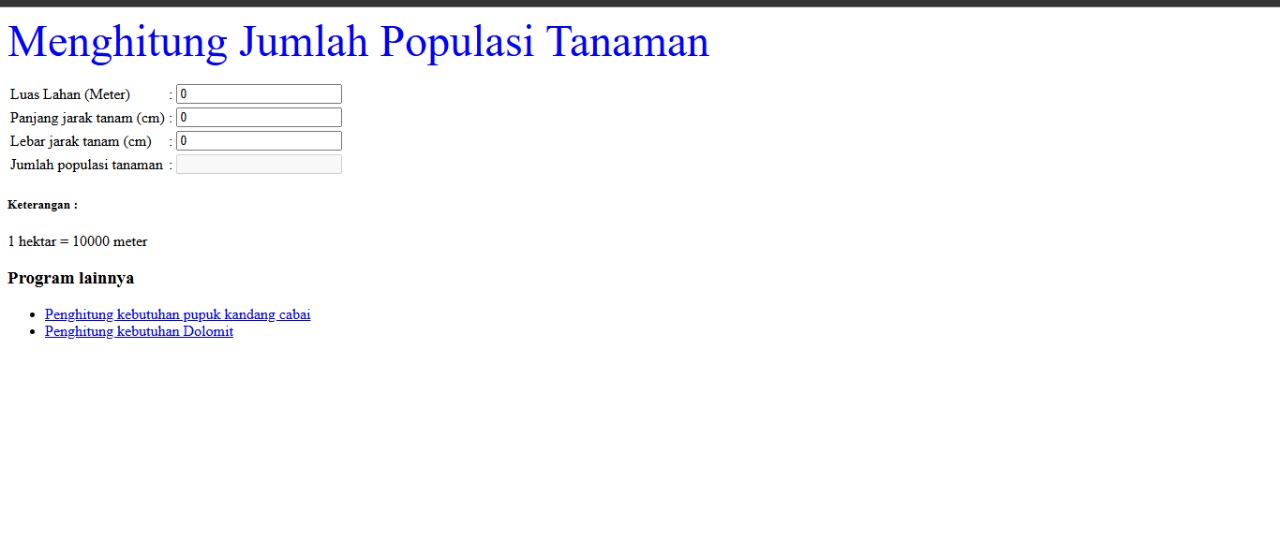 Menghitung Jumlah Populasi Tanaman
Luas Lahan (Meter) : 0
Panjang jarak tanam (cm) : 0
Lebar jarak tanam (cm) : 0
Jumlah populasi tanaman :
Keterangan :
1 hektar = 10000 meter
Program lainnya
• Penghitung kebutuhan pupuk kandang cabai
• Penghitung kebutuhan Dolomit